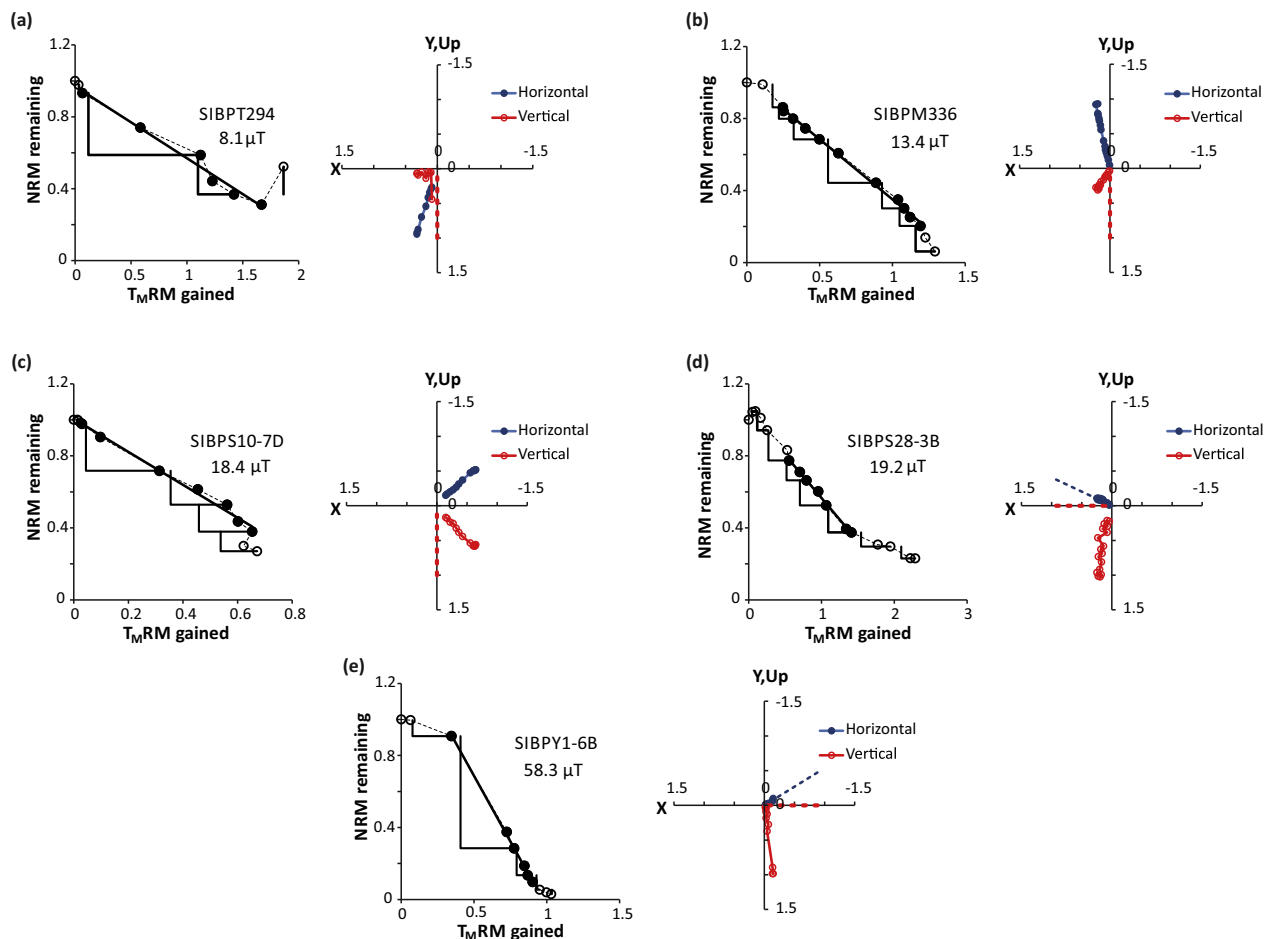 (a)
1.2
0.8
0.4
0
NRM remaining
SIBPT294
8.1 µT
0 0.5 1 1.5 2
TMRM gained
Y,Up
-1.5
Horizontal
Vertical
1.5 0 -1.5
X 0
1.5
(b)
1.2
0.8
0.4
0
NRM remaining
SIBPM336
13.4 µT
0 0.5 1 1.5
TMRM gained
Y,Up
-1.5
Horizontal
Vertical
1.5 0 -1.5
X 0
1.5
(c)
1.2
0.8
0.4
0
NRM remaining
SIBPS10-7D
18.4 µT
0 0.2 0.4 0.6 0.8
TMRM gained
Y,Up
-1.5
Horizontal
Vertical
1.5 0 -1.5
X 0
1.5
(d)
1.2
0.8
0.4
0
NRM remaining
SIBPS28-3B
19.2 µT
0 1 2 3
TMRM gained
Y,Up
-1.5
Horizontal
Vertical
1.5 0 -1.5
X 0
1.5
(e)
1.2
0.8
0.4
0
NRM remaining
SIBPY1-6B
58.3 µT
0 0.5 1 1.5
TMRM gained
Y,Up
-1.5
Horizontal
Vertical
1.5 0 -1.5
X 0
1.5